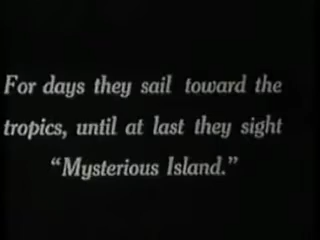 For days they sail toward the
tropics, until at last they sight
“Mysterious Island.”